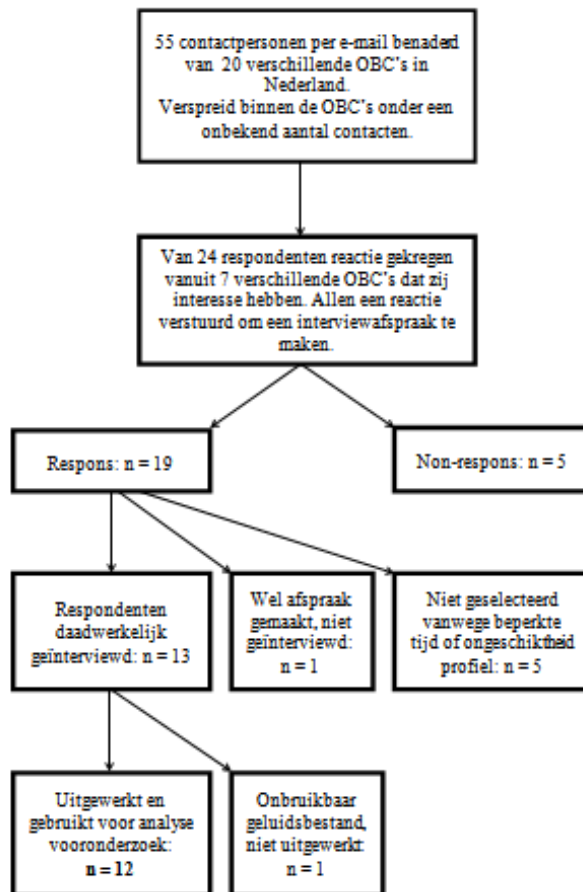 55 contactpersonen per e-mail benaderd
van 20 verschillende OBC's in
Nederland.
Verspreid binnen de OBC's onder een
onbekend aantal contacten.
Van 24 respondenten reactie gekregen
vanuit 7 verschillende OBC's dat zij
interesse hebben. Allen een reactie
verstuurd om een interviewafspraak te
maken.
Respons: n = 19
Non-respons: n = 5
Respondenten
daadwerkelijk
geïnterviewd: n = 13
Wel afspraak
gemaakt, niet
geïnterviewd:
n = 1
Niet geselecteerd
vanwege beperkte
tijd of ongeschiktheid
profiel: n = 5
Uitgewerkt en
gebruikt voor analyse
vooronderzoek:
n = 12
Onbruikbaar
geluidsbestand,
niet uitgewerkt:
n = 1